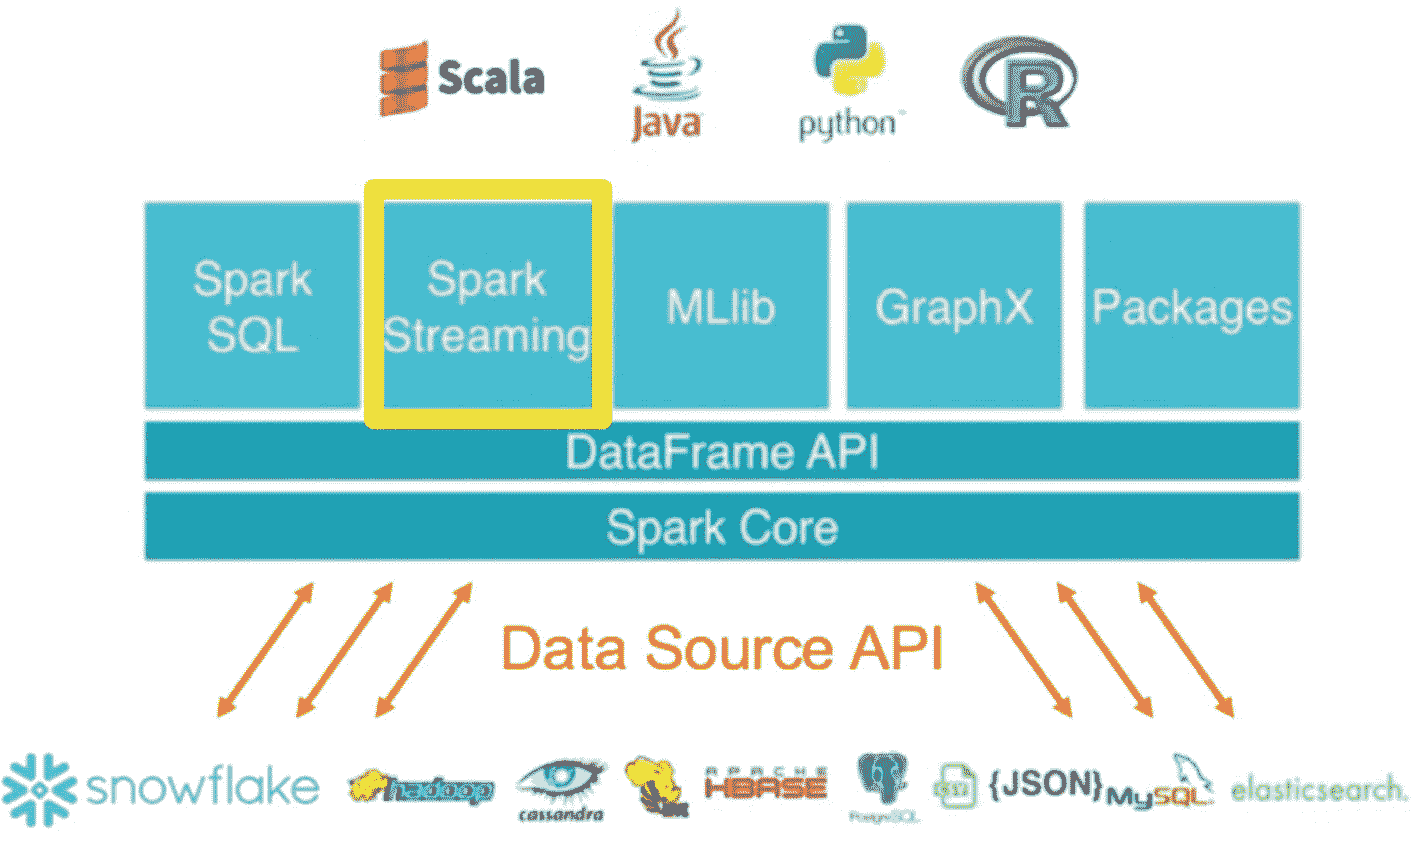 Scala
Java
python
R
Spark
SQL
Spark
Streaming
MLlib
GraphX
Packages
DataFrame API
Spark Core
Data Source API
snowflake
hadoop
cassandra
APACHE
HBASE
PostgreSQL
{JSON}
MySQL
elasticsearch.